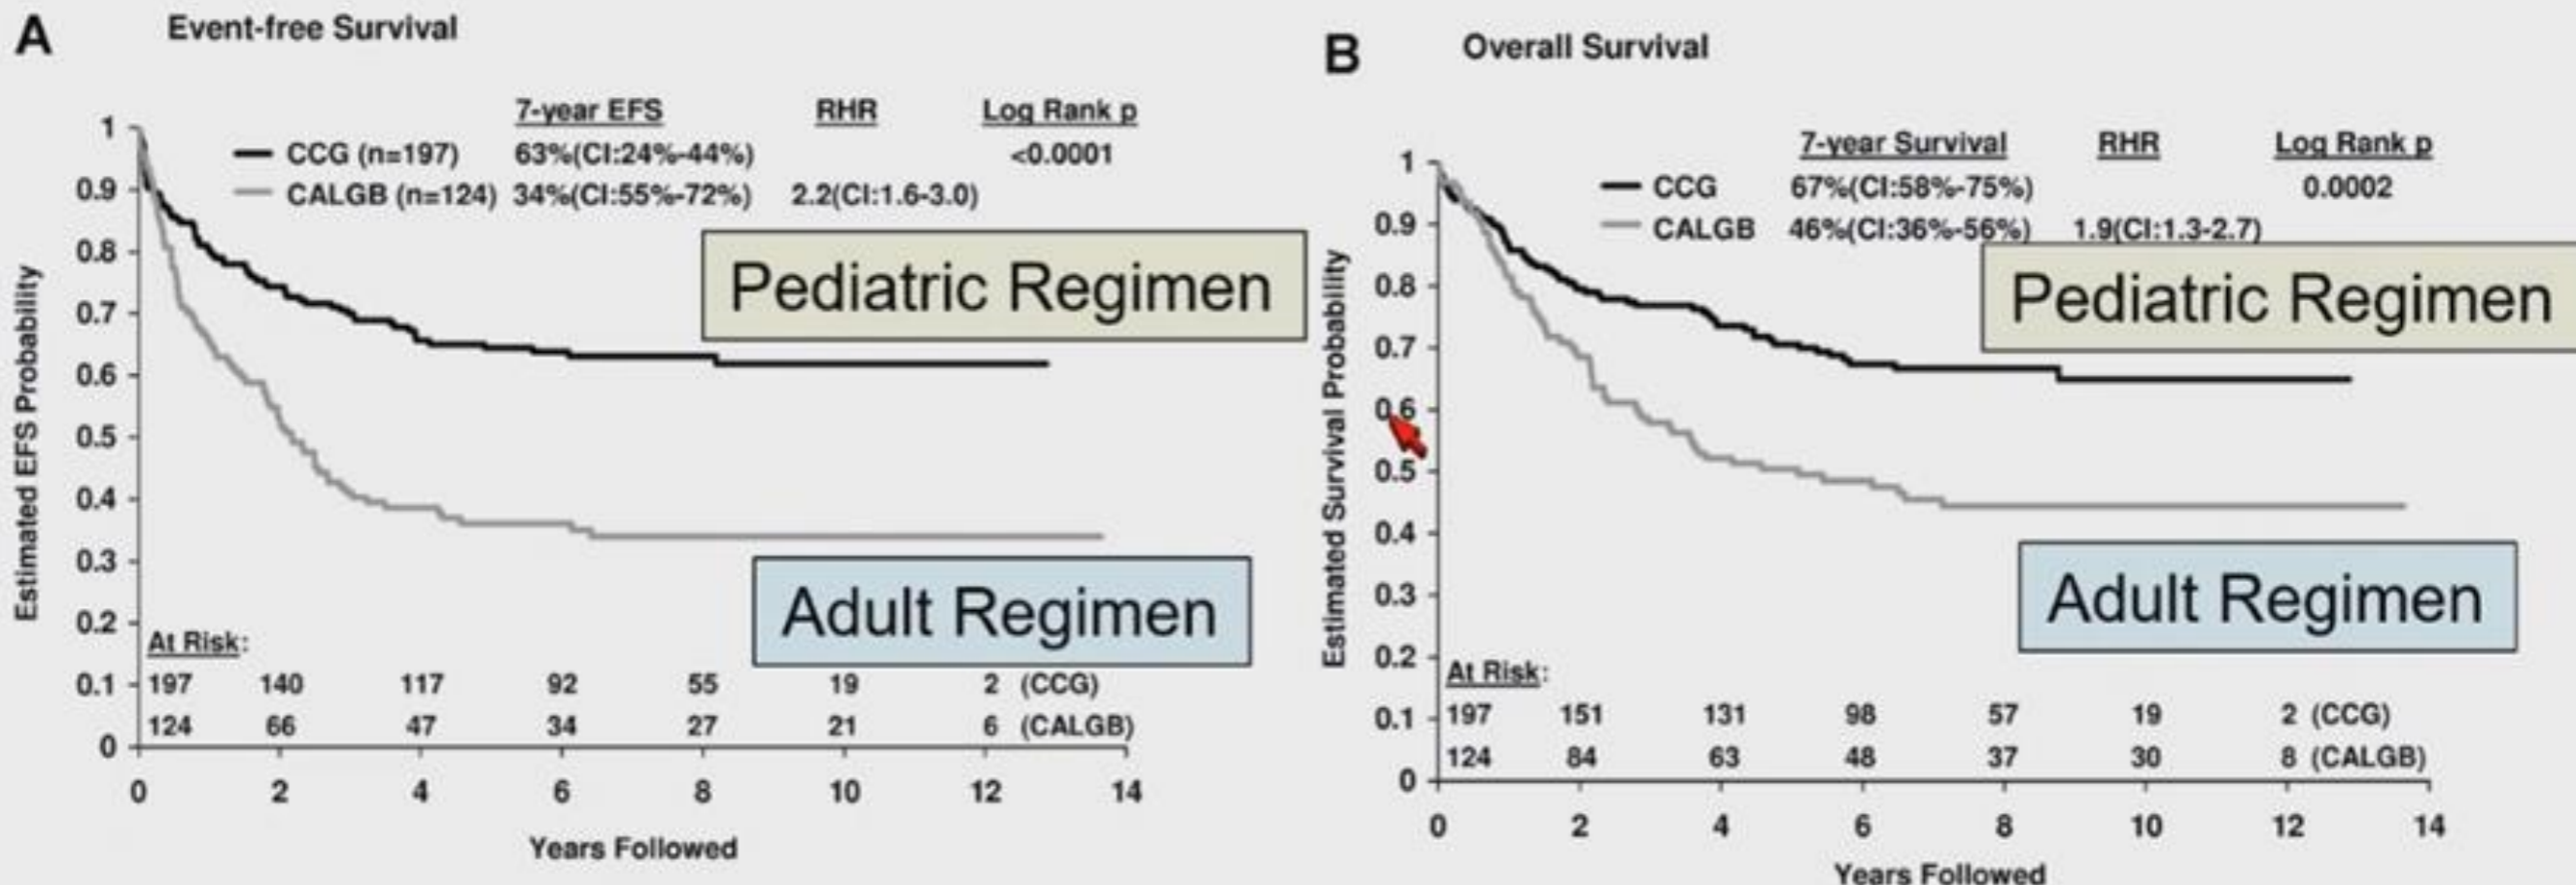 A
Event-free Survival
7-year EFS RHR Log Rank p
CCG (n=197) 63%(CI:24%-44%) <0.0001
CALGB (n=124) 34%(CI:55%-72%) 2.2(CI:1.6-3.0)
Pediatric Regimen
Adult Regimen
Estimated EFS Probability
1
0.9
0.8
0.7
0.6
0.5
0.4
0.3
0.2
0.1
0
At Risk:
197 140 117 92 55 19 2 (CCG)
124 66 47 34 27 21 6 (CALGB)
0 2 4 6 8 10 12 14
Years Followed
B
Overall Survival
7-year Survival RHR Log Rank p
CCG 67%(CI:58%-75%) 0.0002
CALGB 46%(CI:36%-56%) 1.9(CI:1.3-2.7)
Pediatric Regimen
Adult Regimen
Estimated Survival Probability
1
0.9
0.8
0.7
0.6
0.5
0.4
0.3
0.2
0.1
0
At Risk:
197 151 131 98 57 19 2 (CCG)
124 84 63 48 37 30 8 (CALGB)
0 2 4 6 8 10 12 14
Years Followed